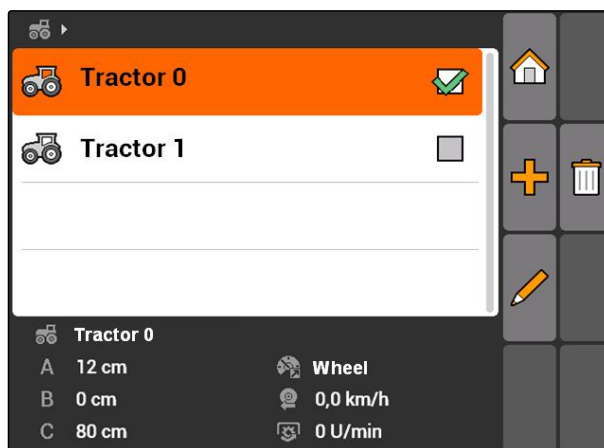 Tractor 0
Tractor 1
Tractor 0
A 12 cm Wheel
B 0 cm 0,0 km/h
C 80 cm 0 U/min